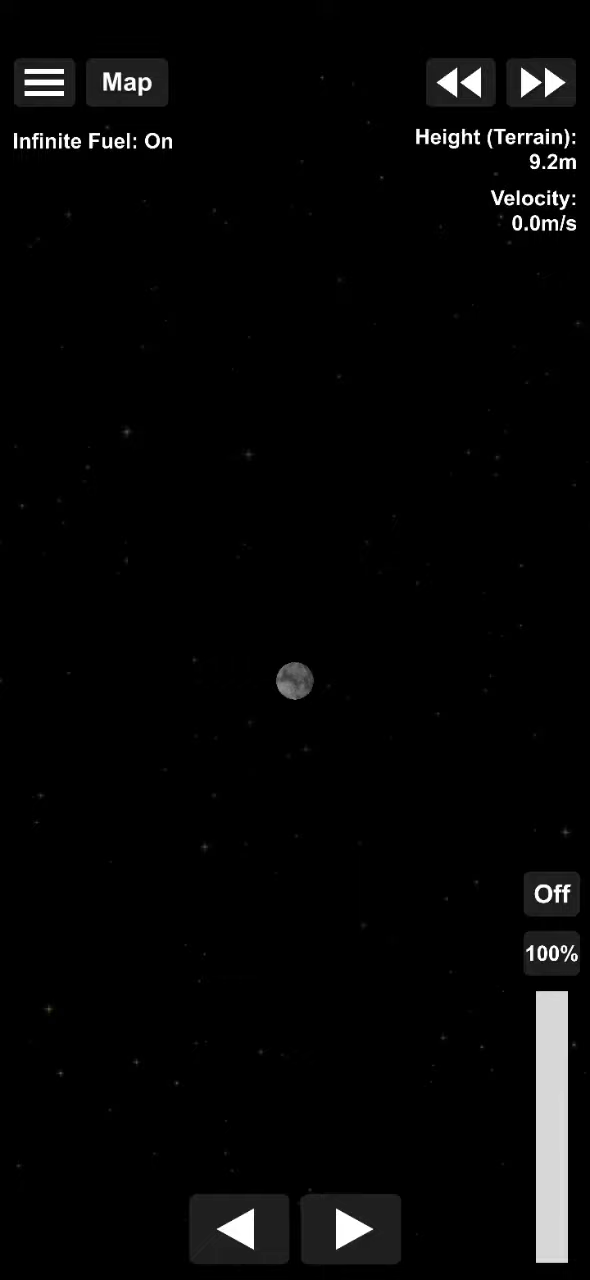 Map
Infinite Fuel: On
Height (Terrain):
9.2m
Velocity:
0.0m/s
Off
100%